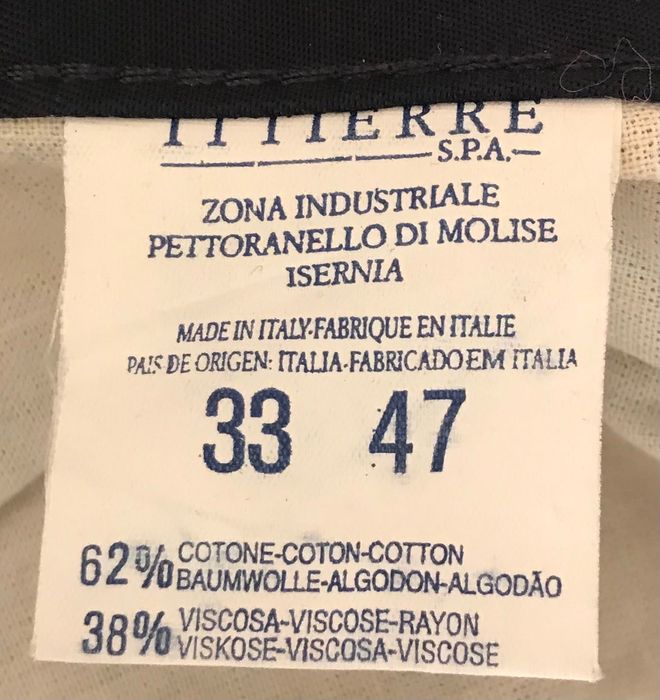 ITTIERRE
S.P.A.
ZONA INDUSTRIALE
PETTORANELLO DI MOLISE
ISERNIA
MADE IN ITALY-FABRIQUE EN ITALIE
PAIS DE ORIGEN: ITALIA-FABRICADO EM ITALIA
33 47
62% COTONE-COTON-COTTON
BAUMWOLLE-ALGODON-ALGODÃO
38% VISCOSA-VISCOSE-RAYON
VISKOSE-VISCOSA-VISCOSE